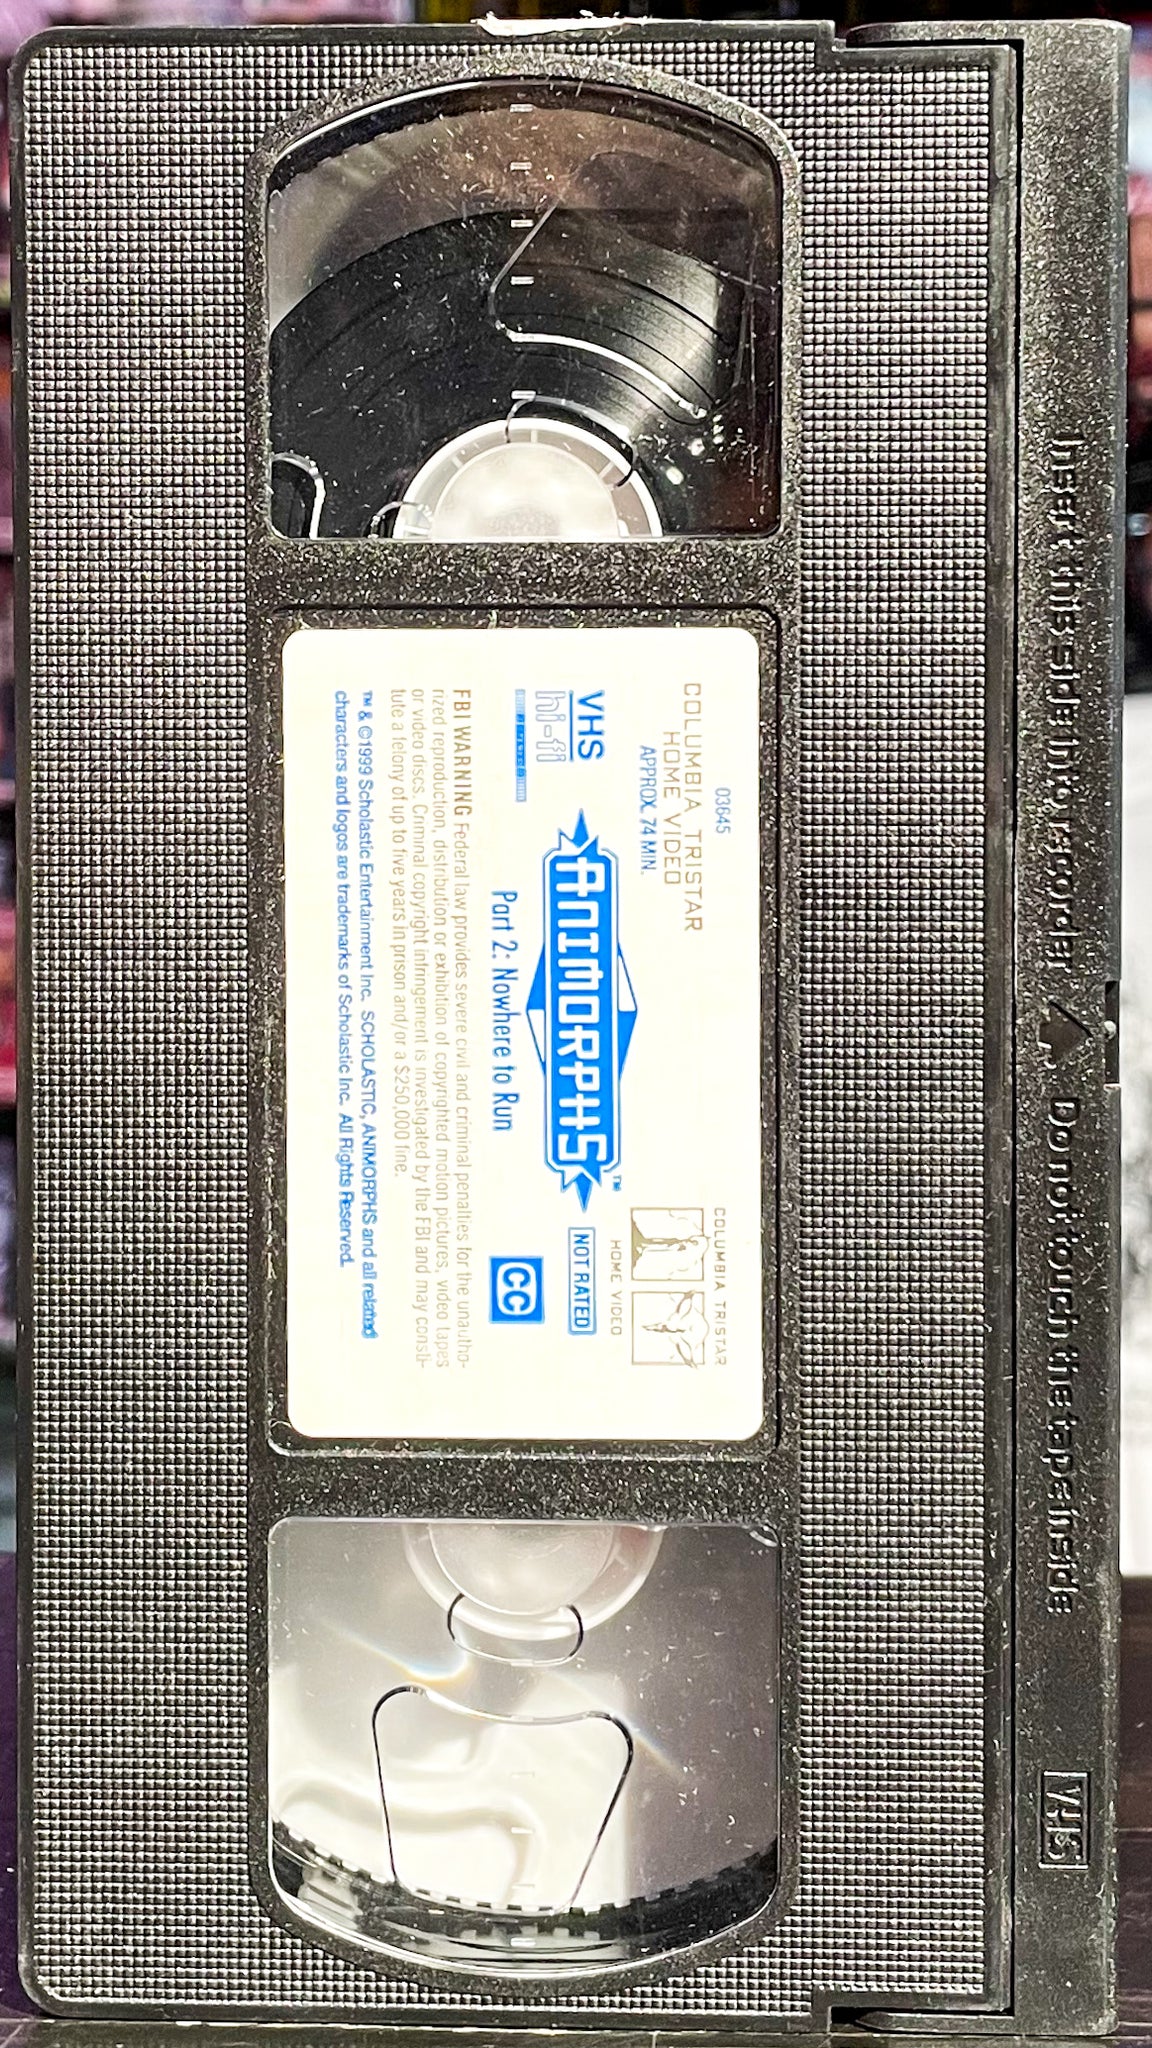 Insert this side into recorder ▲ Do not touch the tape inside
VHS
03645
COLUMBIA TRISTAR
HOME VIDEO
APPROX. 74 MIN.
COLUMBIA TRISTAR
HOME VIDEO
VHS
hi-fi
ANIMORPHS™
NOT RATED
Part 2: Nowhere to Run
CC
FBI WARNING Federal law provides severe civil and criminal penalties for the unautho-
rized reproduction, distribution or exhibition of copyrighted motion pictures, video tapes
or video discs. Criminal copyright infringement is investigated by the FBI and may consti-
tute a felony of up to five years in prison and/or a $250,000 fine.
™ & ©1999 Scholastic Entertainment Inc. SCHOLASTIC, ANIMORPHS and all related
characters and logos are trademarks of Scholastic Inc. All Rights Reserved.